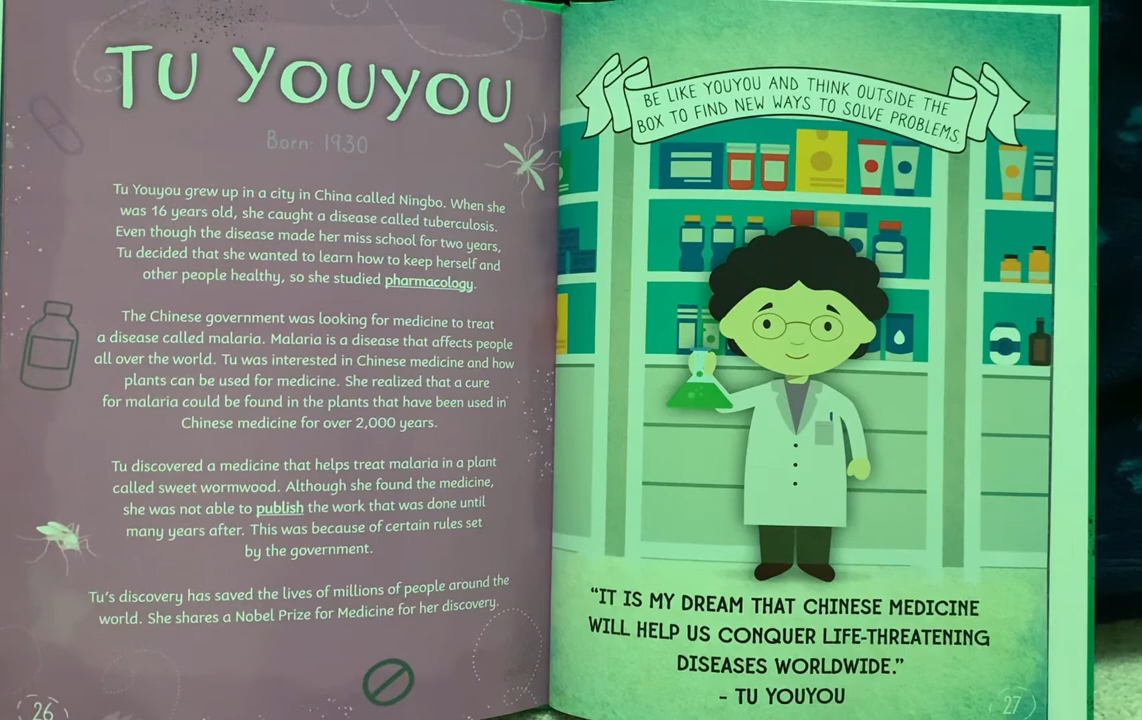 TU YOUYOU
Born: 1930
Tu Youyou grew up in a city in China called Ningbo. When she
was 16 years old, she caught a disease called tuberculosis.
Even though the disease made her miss school for two years,
Tu decided that she wanted to learn how to keep herself and
other people healthy, so she studied pharmacology.
The Chinese government was looking for medicine to treat
a disease called malaria. Malaria is a disease that affects people
all over the world. Tu was interested in Chinese medicine and how
plants can be used for medicine. She realized that a cure
for malaria could be found in the plants that have been used in
Chinese medicine for over 2,000 years.
Tu discovered a medicine that helps treat malaria in a plant
called sweet wormwood. Although she found the medicine,
she was not able to publish the work that was done until
many years after. This was because of certain rules set
by the government.
Tu's discovery has saved the lives of millions of people around the
world. She shares a Nobel Prize for Medicine for her discovery.
26
BE LIKE YOUYOU AND THINK OUTSIDE THE
BOX TO FIND NEW WAYS TO SOLVE PROBLEMS
"IT IS MY DREAM THAT CHINESE MEDICINE
WILL HELP US CONQUER LIFE-THREATENING
DISEASES WORLDWIDE."
- TU YOUYOU
27